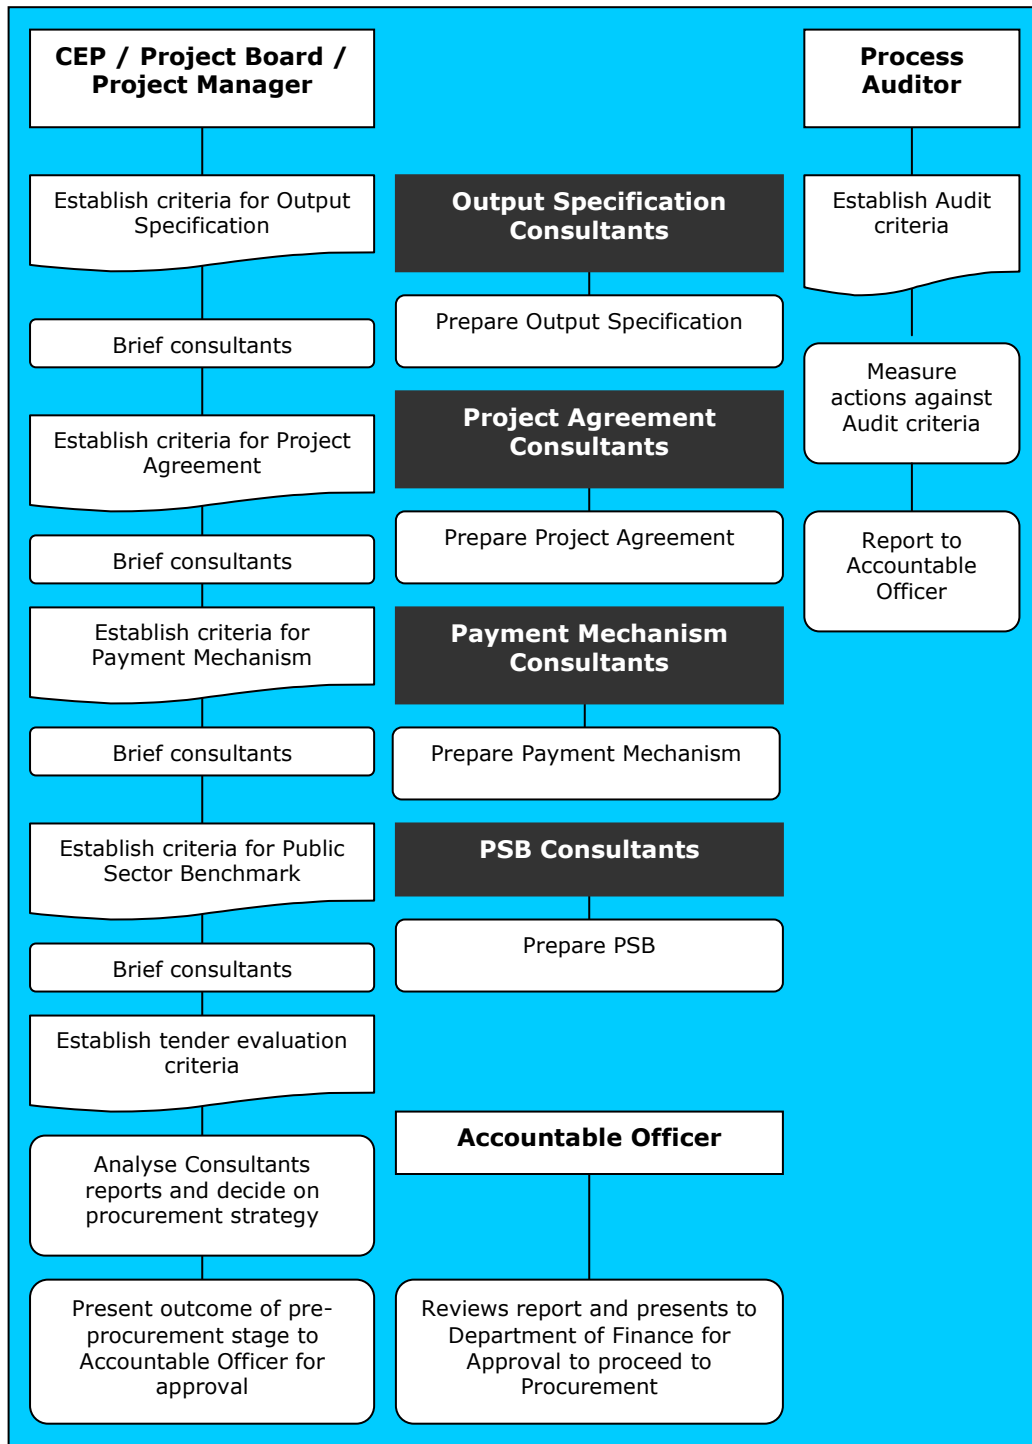 CEP / Project Board /
Project Manager
Establish criteria for Output
Specification
Brief consultants
Establish criteria for Project
Agreement
Brief consultants
Establish criteria for
Payment Mechanism
Brief consultants
Establish criteria for Public
Sector Benchmark
Brief consultants
Establish tender evaluation
criteria
Analyse Consultants
reports and decide on
procurement strategy
Present outcome of pre-
procurement stage to
Accountable Officer for
approval
Output Specification
Consultants
Prepare Output Specification
Project Agreement
Consultants
Prepare Project Agreement
Payment Mechanism
Consultants
Prepare Payment Mechanism
PSB Consultants
Prepare PSB
Accountable Officer
Reviews report and presents to
Department of Finance for
Approval to proceed to
Procurement
Process
Auditor
Establish Audit
criteria
Measure
actions against
Audit criteria
Report to
Accountable
Officer